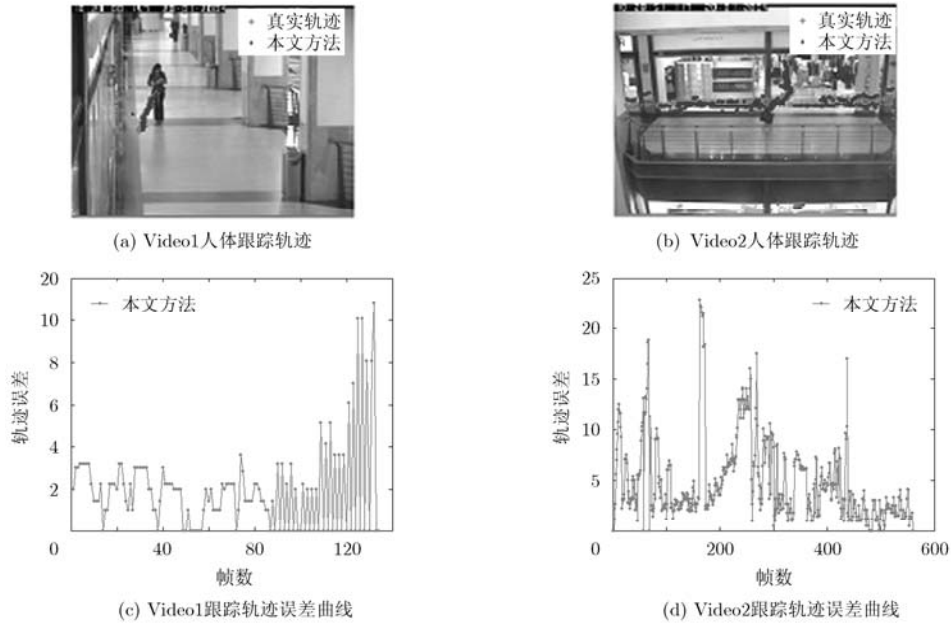 真实轨迹
本文方法
真实轨迹
本文方法
(a) Video1人体跟踪轨迹
(b) Video2人体跟踪轨迹
20
10
8
6
4
2
0
40
80
120
轨迹误差
本文方法
帧数
25
20
15
10
5
0
200
400
600
轨迹误差
本文方法
帧数
(c) Video1跟踪轨迹误差曲线
(d) Video2跟踪轨迹误差曲线